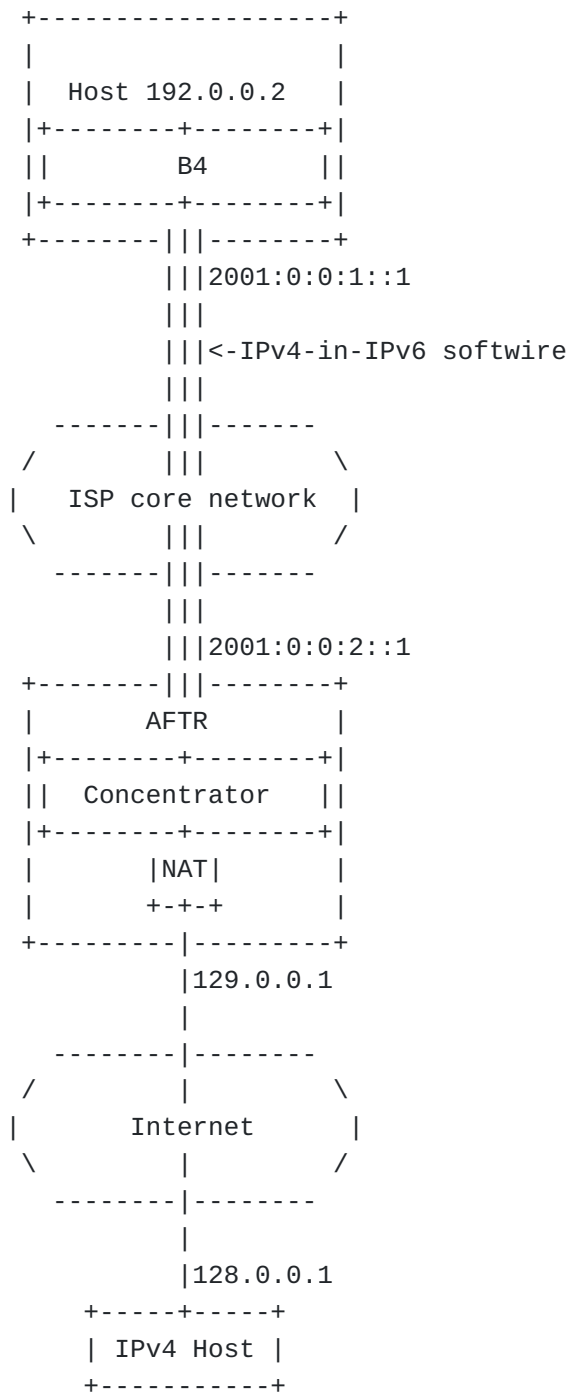 Host 192.0.0.2
B4
2001:0:0:1::1
<-IPv4-in-IPv6 softwire
ISP core network
2001:0:0:2::1
AFTR
Concentrator
NAT
129.0.0.1
Internet
128.0.0.1
IPv4 Host